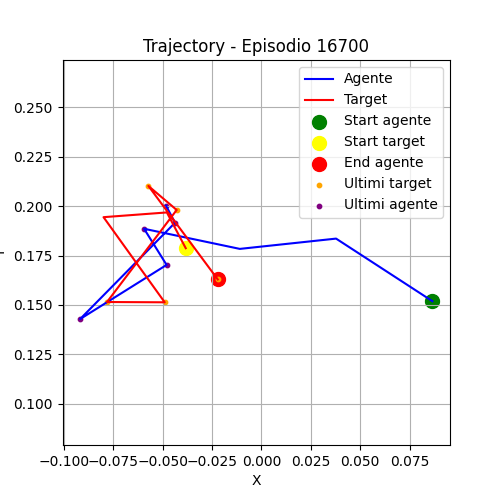 Trajectory - Episodio 16700
Agente
Target
Start agente
Start target
End agente
Ultimi target
Ultimi agente
0.250
0.225
0.200
0.175
0.150
0.125
0.100
−0.100 −0.075 −0.050 −0.025 0.000 0.025 0.050 0.075
X